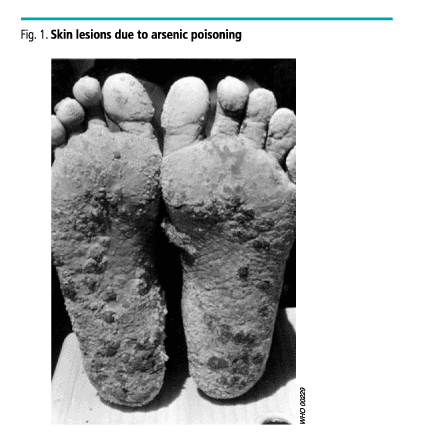 Fig. 1. Skin lesions due to arsenic poisoning
WHO 00229